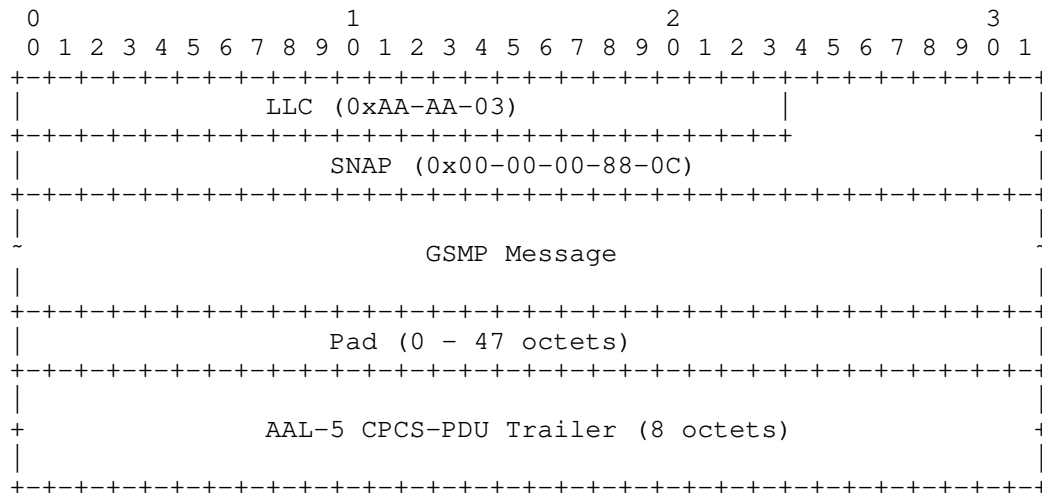 0                   1                   2                   3
 0 1 2 3 4 5 6 7 8 9 0 1 2 3 4 5 6 7 8 9 0 1 2 3 4 5 6 7 8 9 0 1
+-+-+-+-+-+-+-+-+-+-+-+-+-+-+-+-+-+-+-+-+-+-+-+-+-+-+-+-+-+-+-+-+
|               LLC (0xAA-AA-03)                |               |
+-+-+-+-+-+-+-+-+-+-+-+-+-+-+-+-+-+-+-+-+-+-+-+-+               +
|                   SNAP (0x00-00-00-88-0C)                     |
+-+-+-+-+-+-+-+-+-+-+-+-+-+-+-+-+-+-+-+-+-+-+-+-+-+-+-+-+-+-+-+-+
|                                                               |
~                         GSMP Message                          ~
|                                                               |
+-+-+-+-+-+-+-+-+-+-+-+-+-+-+-+-+-+-+-+-+-+-+-+-+-+-+-+-+-+-+-+-+
|                   Pad (0 - 47 octets)                         |
+-+-+-+-+-+-+-+-+-+-+-+-+-+-+-+-+-+-+-+-+-+-+-+-+-+-+-+-+-+-+-+-+
|                                                               |
+               AAL-5 CPCS-PDU Trailer (8 octets)               +
|                                                               |
+-+-+-+-+-+-+-+-+-+-+-+-+-+-+-+-+-+-+-+-+-+-+-+-+-+-+-+-+-+-+-+-+